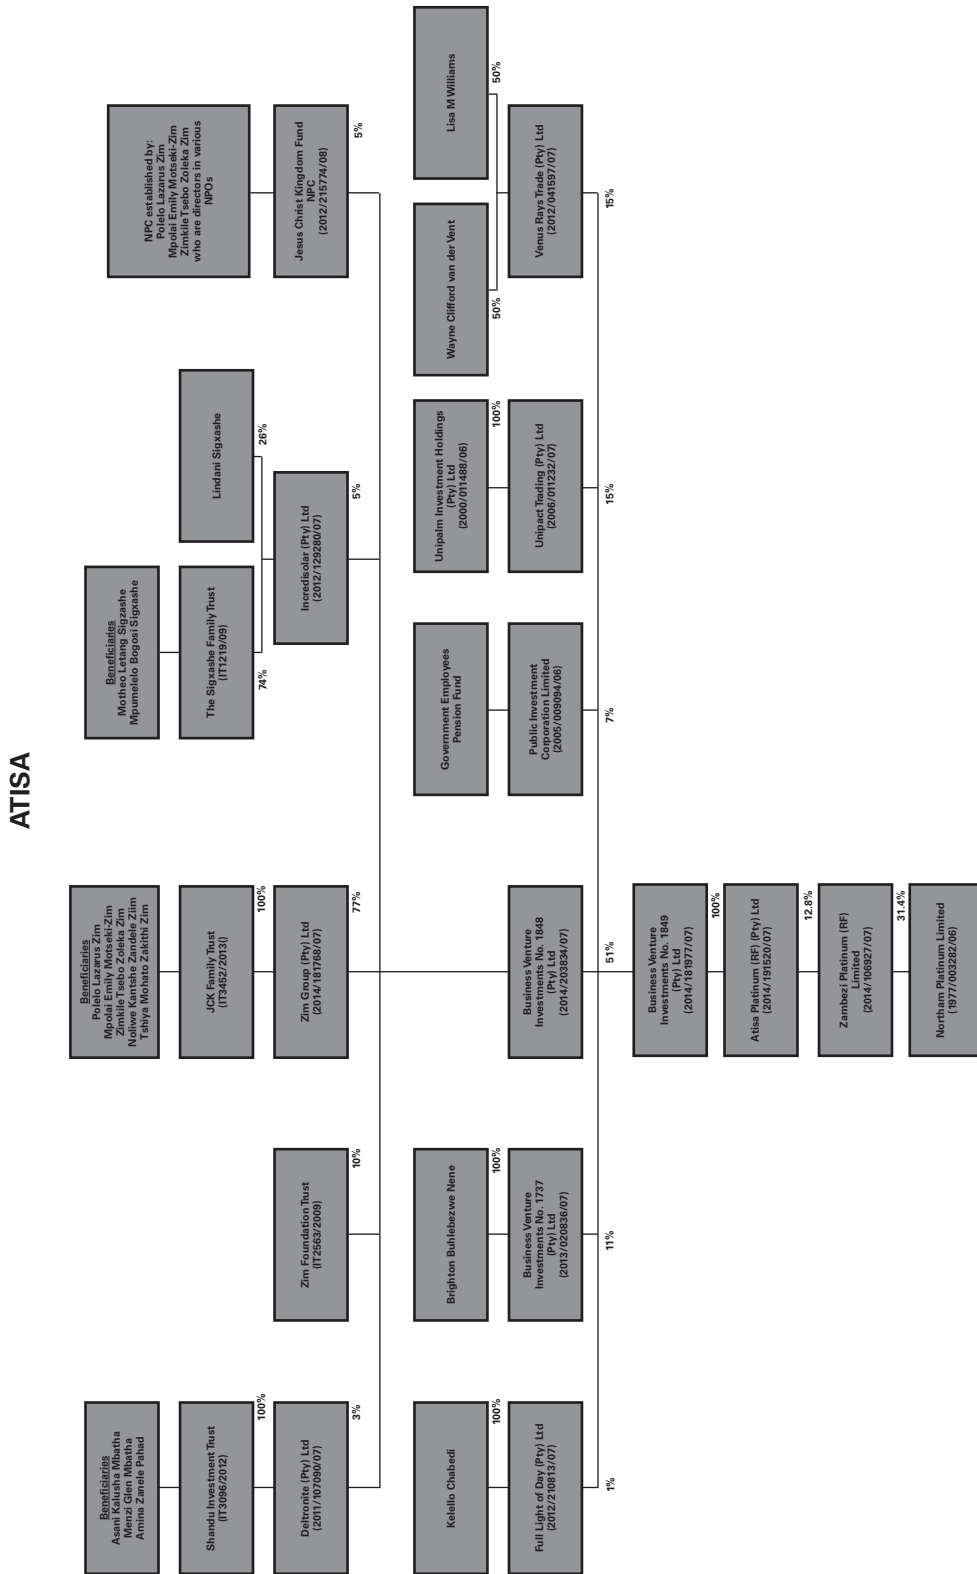 ATISA
Beneficiaries
Asani Kalusha Mbatha
Menzi Glen Mbatha
Amina Zanele Pahad
Shandu Investment Trust
(IT3096/2012)
100%
Deltronite (Pty) Ltd
(2011/107090/07)
3%
Zim Foundation Trust
(IT2563/2009)
10%
Beneficiaries
Polelo Lazarus Zim
Mpolai Emily Motseki-Zim
Zimkile Tsebo Zoleka Zim
Noliwe Kantshe Zandele Ziim
Tshiya Mohato Zakithi Zim
JCK Family Trust
(IT3452/2013I)
100%
Zim Group (Pty) Ltd
(2014/181768/07)
77%
Beneficiaries
Motheo Letang Sigzashe
Mpumelelo Bogosi Sigxashe
The Sigxashe Family Trust
(IT1219/09)
74%
Lindani Sigxashe
26%
Incredisolar (Pty) Ltd
(2012/129280/07)
5%
NPC established by:
Polelo Lazarus Zim
Mpolai Emily Motseki-Zim
Zimkile Tsebo Zoleka Zim
who are directors in various
NPOs
Jesus Christ Kingdom Fund
NPC
(2012/215774/08)
5%
Kelello Chabedi
100%
Full Light of Day (Pty) Ltd
(2012/210813/07)
1%
Brighton Buhlebezwe Nene
100%
Business Venture
Investments No. 1737
(Pty) Ltd
(2013/020836/07)
11%
Business Venture
Investments No. 1848
(Pty) Ltd
(2014/203834/07)
51%
Government Employees
Pension Fund
Public Investment
Corporation Limited
(2005/009094/06)
7%
Unipalm Investment Holdings
(Pty) Ltd
(2000/011488/06)
100%
Unipact Trading (Pty) Ltd
(2006/011232/07)
15%
Wayne Clifford van der Vent
50%
Lisa M Williams
50%
Venus Rays Trade (Pty) Ltd
(2012/041597/07)
15%
Business Venture
Investments No. 1849
(Pty) Ltd
(2014/181977/07)
100%
Atisa Platinum (RF) (Pty) Ltd
(2014/191520/07)
12.8%
Zambezi Platinum (RF)
Limited
(2014/106927/07)
31.4%
Northam Platinum Limited
(1977/003282/06)